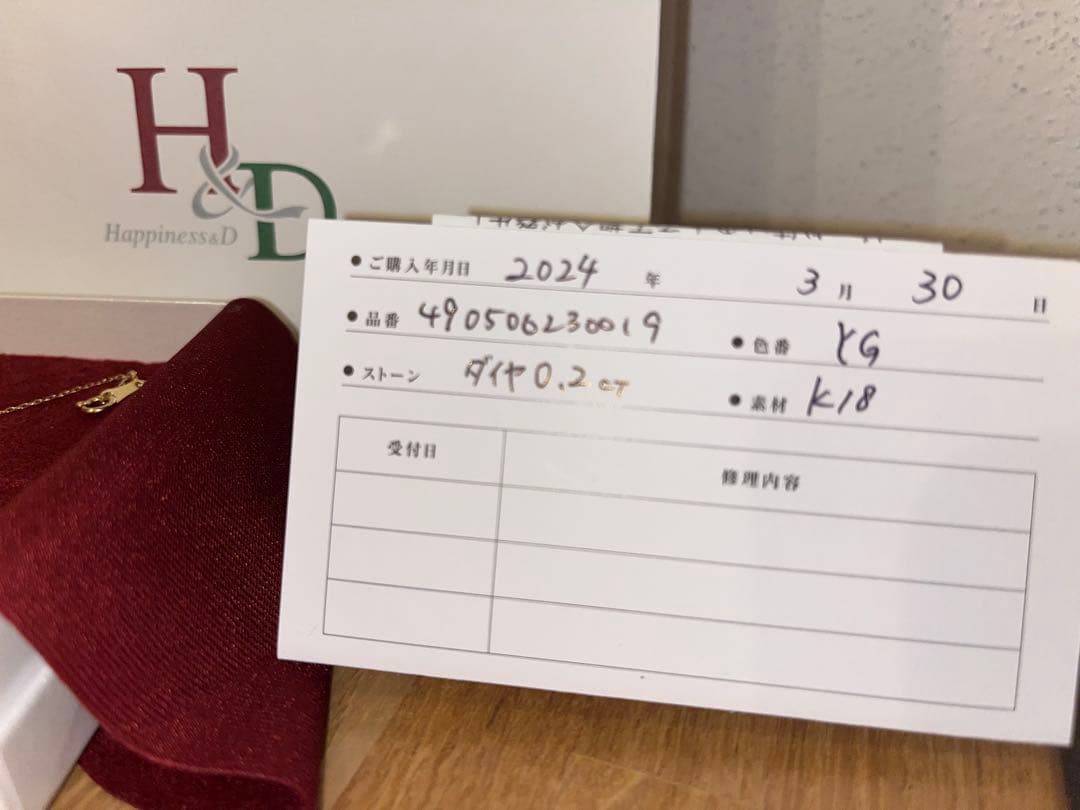 H&D
Happiness&D
●ご購入年月日 2024 年 3 月 30 日
●品番 490506230019 ●色番 YG
●ストーン ダイヤ0.2CT ●素材 K18
受付日 修理内容